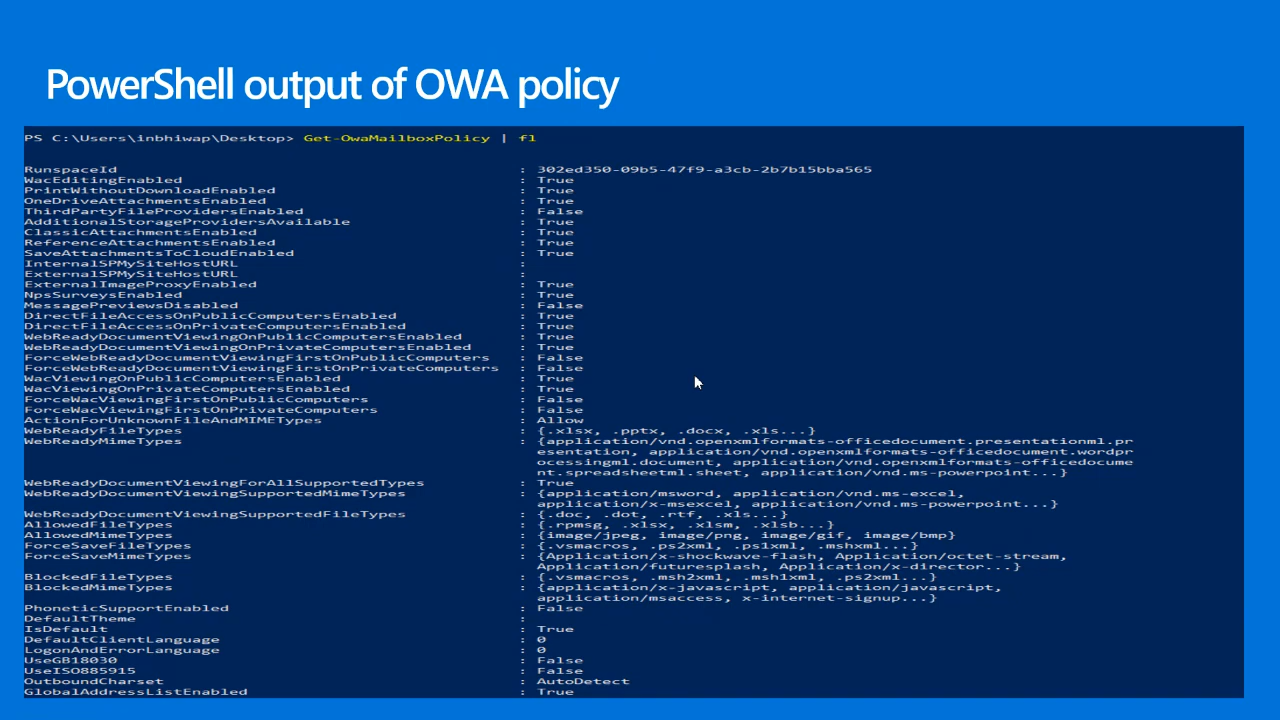 PowerShell output of OWA policy
PS C:\Users\inbhiwap\Desktop> Get-OwaMailboxPolicy | fl
RunspaceId : 302ed350-09b5-47f9-a3cb-2b7b15bba565
WacEditingEnabled : True
PrintWithoutDownloadEnabled : True
OneDriveAttachmentsEnabled : True
ThirdPartyFileProvidersEnabled : False
AdditionalStorageProvidersAvailable : True
ClassicAttachmentsEnabled : True
ReferenceAttachmentsEnabled : True
SaveAttachmentsToCloudEnabled : True
InternalSPMySiteHostURL :
ExternalSPMySiteHostURL :
ExternalImageProxyEnabled : True
NpsSurveysEnabled : True
MessagePreviewsDisabled : False
DirectFileAccessOnPublicComputersEnabled : True
DirectFileAccessOnPrivateComputersEnabled : True
WebReadyDocumentViewingOnPublicComputersEnabled : True
WebReadyDocumentViewingOnPrivateComputersEnabled : True
ForceWebReadyDocumentViewingFirstOnPublicComputers : False
ForceWebReadyDocumentViewingFirstOnPrivateComputers : False
WacViewingOnPublicComputersEnabled : True
WacViewingOnPrivateComputersEnabled : True
ForceWacViewingFirstOnPublicComputers : False
ForceWacViewingFirstOnPrivateComputers : False
ActionForUnknownFileAndMIMETypes : Allow
WebReadyFileTypes : {.xlsx, .pptx, .docx, .xls...}
WebReadyMimeTypes : {application/vnd.openxmlformats-officedocument.presentationml.pr
esentation, application/vnd.openxmlformats-officedocument.wordpr
ocessingml.document, application/vnd.openxmlformats-officedocume
nt.spreadsheetml.sheet, application/vnd.ms-powerpoint...}
WebReadyDocumentViewingForAllSupportedTypes : True
WebReadyDocumentViewingSupportedMimeTypes : {application/msword, application/vnd.ms-excel,
application/x-msexcel, application/vnd.ms-powerpoint...}
WebReadyDocumentViewingSupportedFileTypes : {.doc, .dot, .rtf, .xls...}
AllowedFileTypes : {.rpmsg, .xlsx, .xlsm, .xlsb...}
AllowedMimeTypes : {image/jpeg, image/png, image/gif, image/bmp}
ForceSaveFileTypes : {.vsmacros, .ps2xml, .ps1xml, .mshxml...}
ForceSaveMimeTypes : {Application/x-shockwave-flash, Application/octet-stream,
Application/futuresplash, Application/x-director...}
BlockedFileTypes : {.vsmacros, .msh2xml, .msh1xml, .ps2xml...}
BlockedMimeTypes : {application/x-javascript, application/javascript,
application/msaccess, x-internet-signup...}
PhoneticSupportEnabled : False
DefaultTheme :
IsDefault : True
DefaultClientLanguage : 0
LogonAndErrorLanguage : 0
UseGB18030 : False
UseISO885915 : False
OutboundCharset : AutoDetect
GlobalAddressListEnabled : True